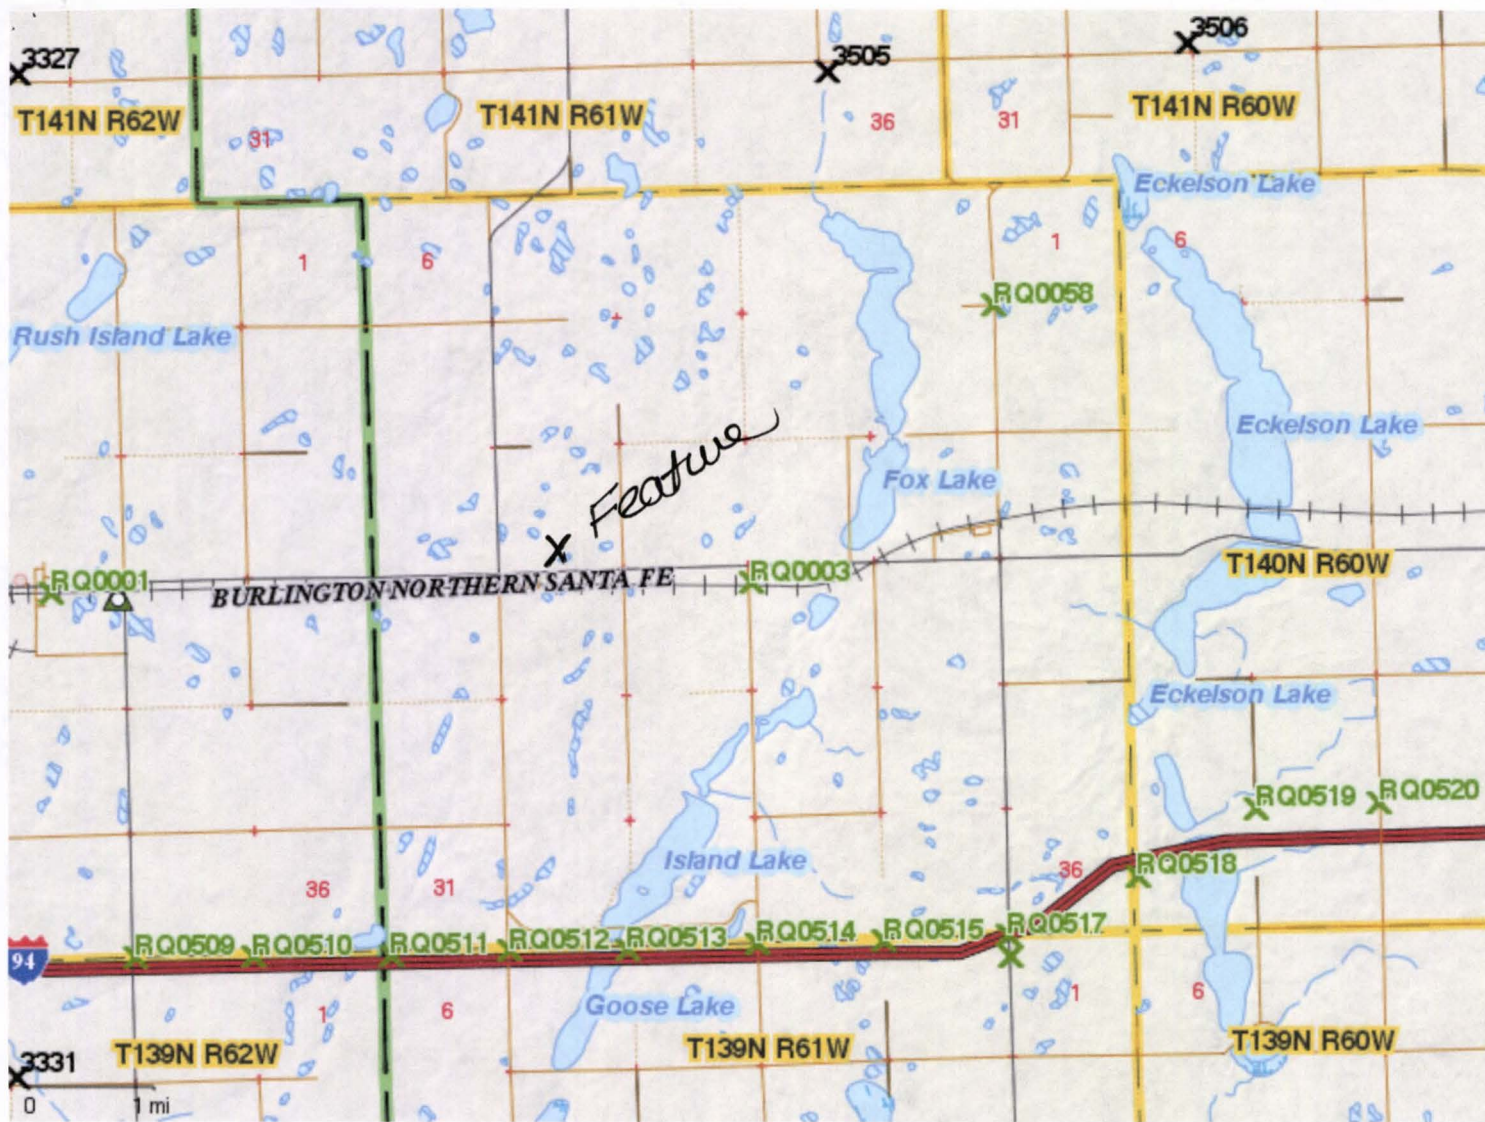 3327
3505
3506
T141N R62W
T141N R61W
T141N R60W
31
36
31
Eckelson Lake
1
6
1
6
RQ0058
Rush Island Lake
Eckelson Lake
Feature
Fox Lake
RQ0001
BURLINGTON NORTHERN SANTA FE
RQ0003
T140N R60W
Eckelson Lake
RQ0519
RQ0520
Island Lake
36
31
36
RQ0518
RQ0509
RQ0510
RQ0511
RQ0512
RQ0513
RQ0514
RQ0515
RQ0517
94
Goose Lake
1
6
1
6
T139N R62W
T139N R61W
T139N R60W
3331
0
1 mi